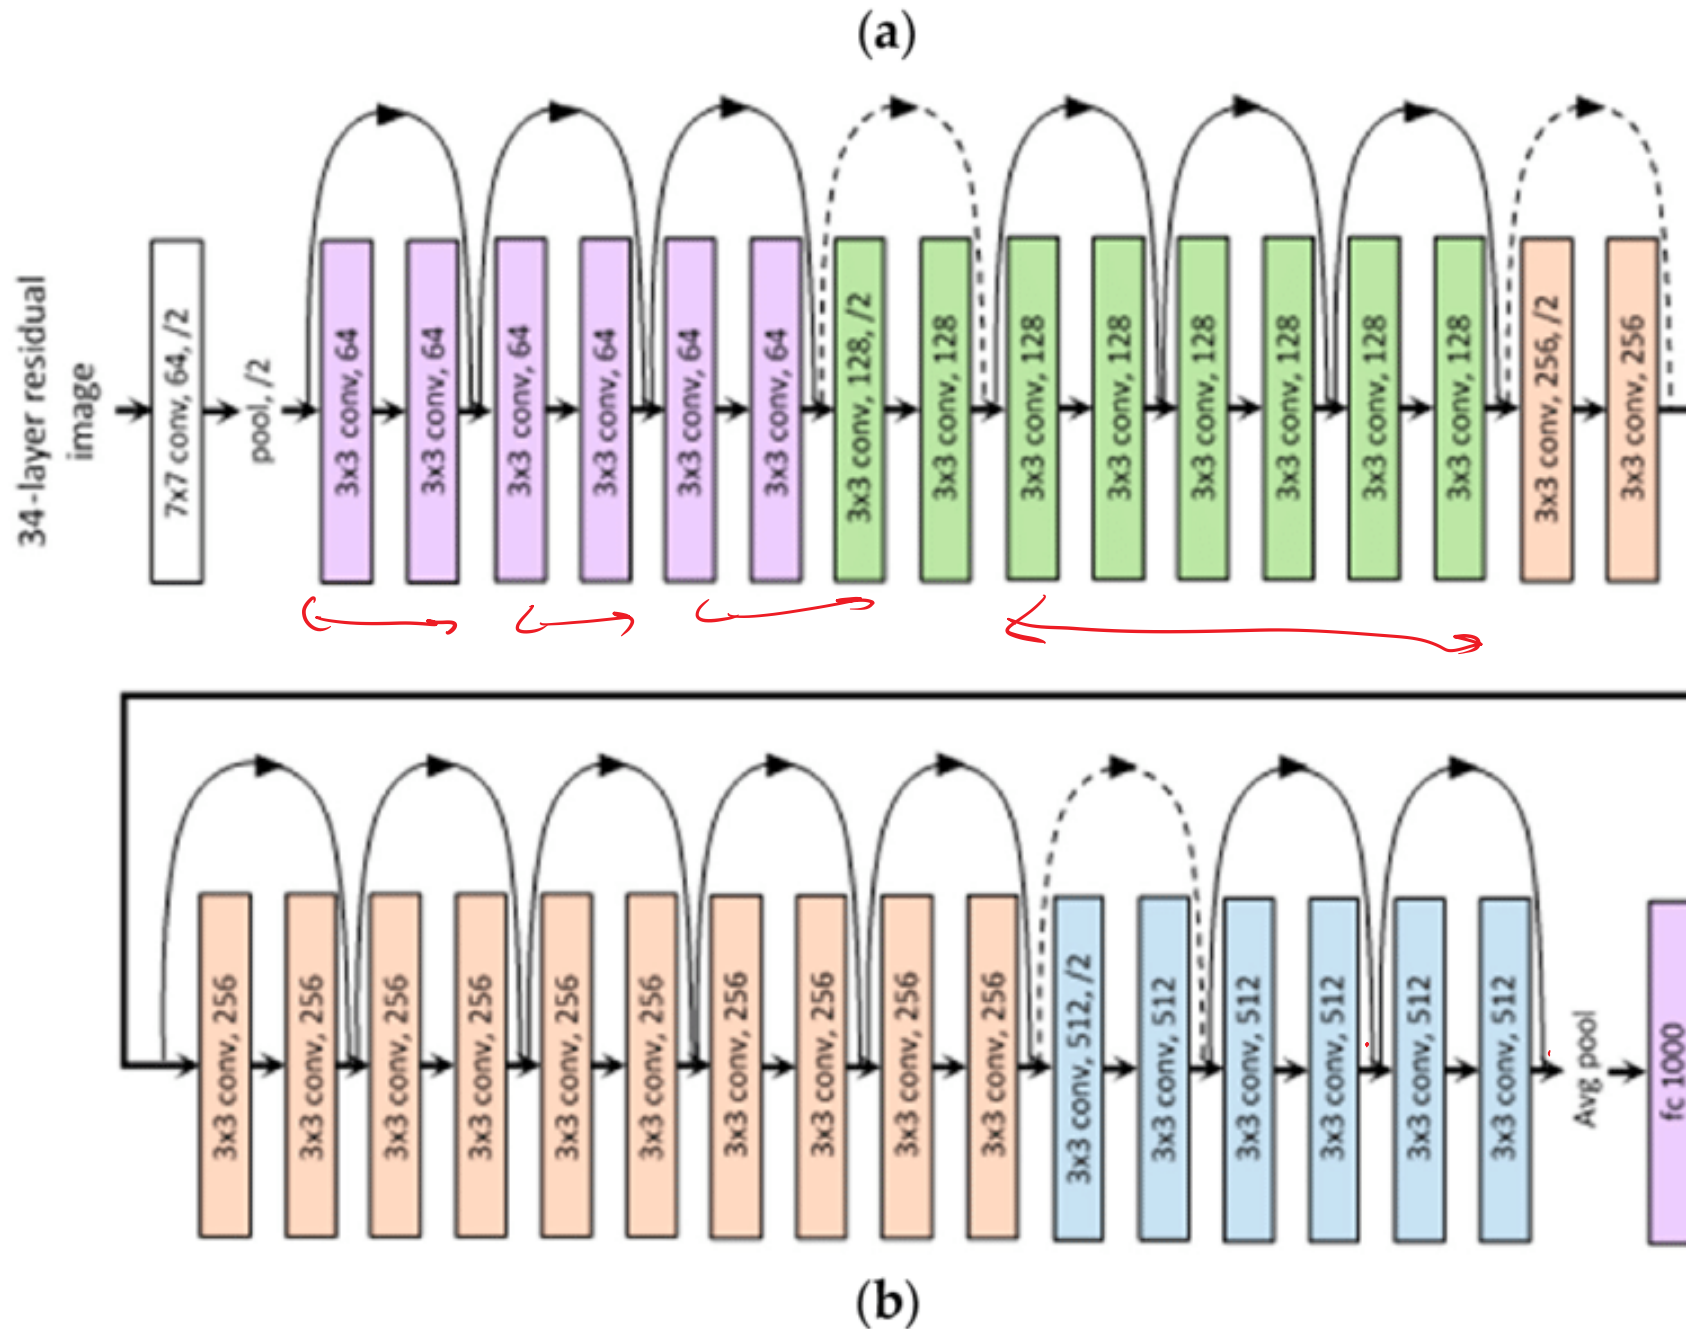 (a)
34-layer residual
image
7x7 conv, 64, /2
pool, /2
3x3 conv, 64
3x3 conv, 64
3x3 conv, 64
3x3 conv, 64
3x3 conv, 64
3x3 conv, 64
3x3 conv, 128, /2
3x3 conv, 128
3x3 conv, 128
3x3 conv, 128
3x3 conv, 128
3x3 conv, 128
3x3 conv, 128
3x3 conv, 128
3x3 conv, 256, /2
3x3 conv, 256
3x3 conv, 256
3x3 conv, 256
3x3 conv, 256
3x3 conv, 256
3x3 conv, 256
3x3 conv, 256
3x3 conv, 256
3x3 conv, 256
3x3 conv, 256
3x3 conv, 256
3x3 conv, 512, /2
3x3 conv, 512
3x3 conv, 512
3x3 conv, 512
3x3 conv, 512
3x3 conv, 512
Avg pool
fc 1000
(b)